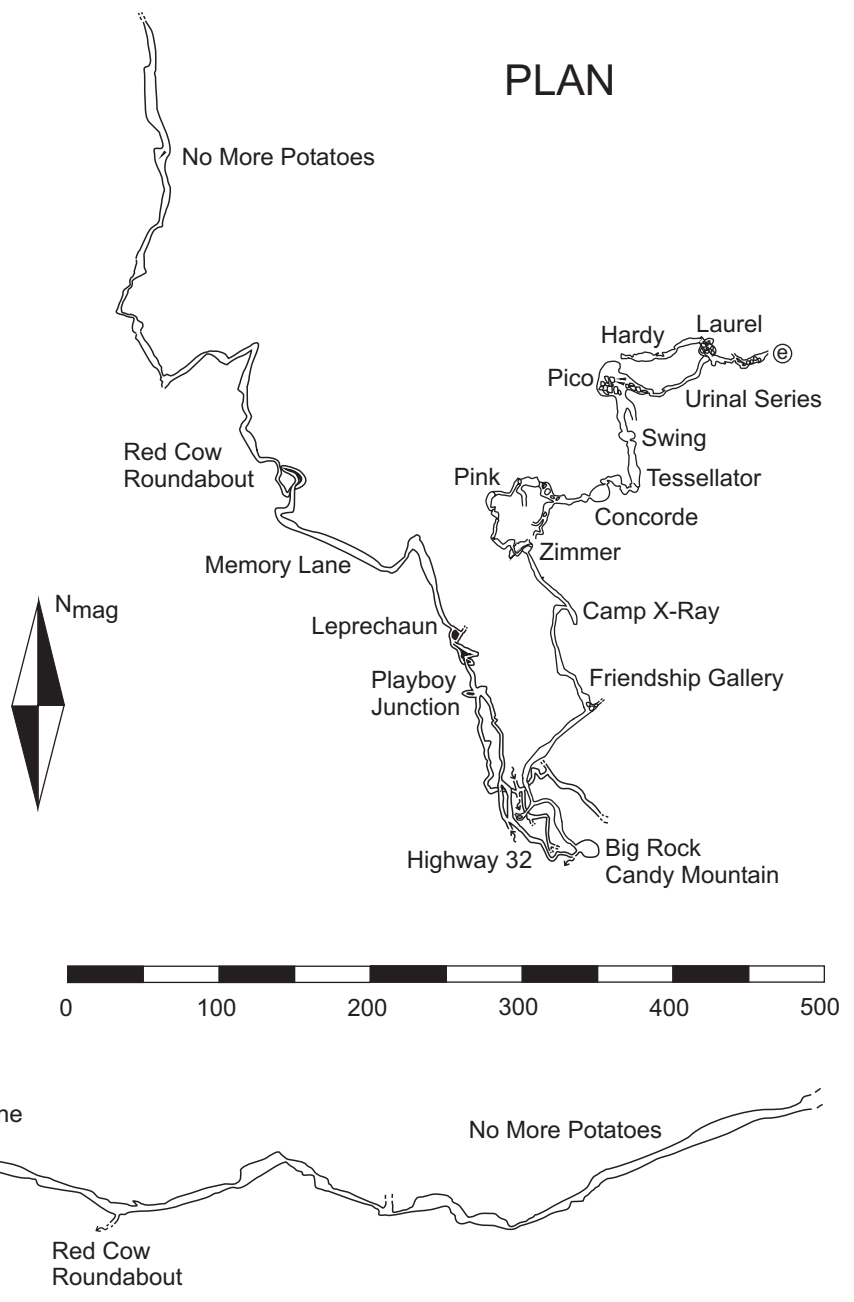 PLAN
No More Potatoes
Laurel
Hardy
e
Pico
Urinal Series
Swing
Red Cow
Roundabout
Pink
Tessellator
Concorde
Zimmer
Memory Lane
Nmag
Camp X-Ray
Leprechaun
Friendship Gallery
Playboy
Junction
Highway 32
Big Rock
Candy Mountain
0 100 200 300 400 500
ne
No More Potatoes
Red Cow
Roundabout